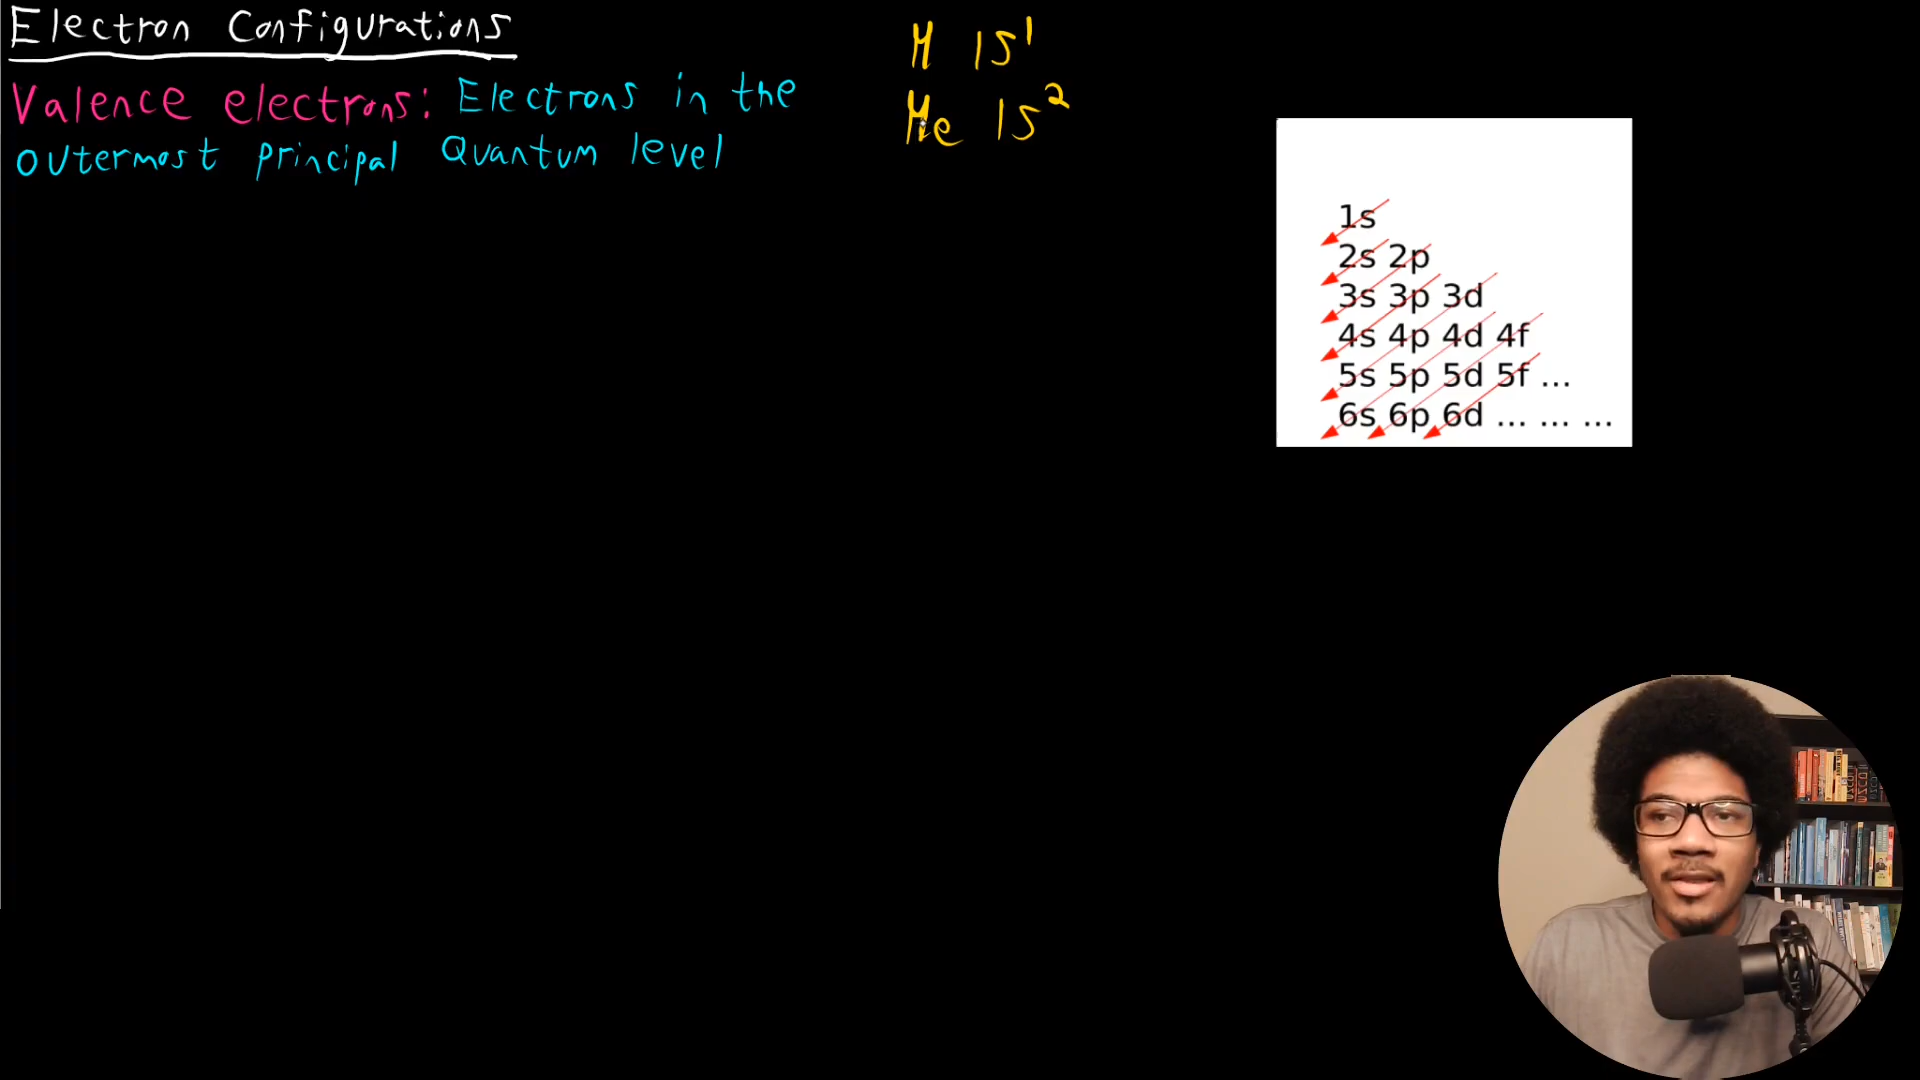 Electron Configurations
Valence electrons: Electrons in the
outermost principal Quantum level
H 1S¹
He 1S²
1s
2s 2p
3s 3p 3d
4s 4p 4d 4f
5s 5p 5d 5f ...
6s 6p 6d ... ... ...